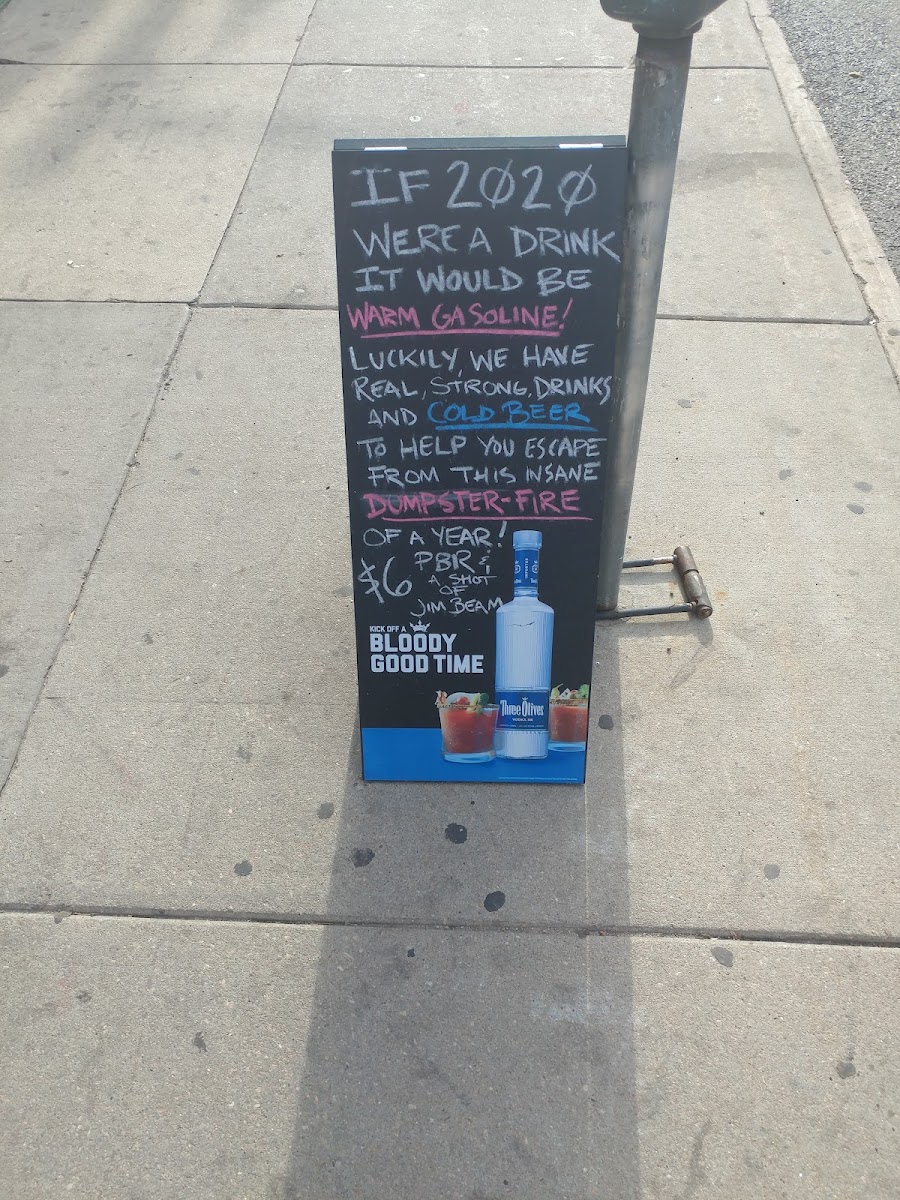 IF 2020
WERE A DRINK
IT WOULD BE
WARM GASOLINE!
LUCKILY, WE HAVE
REAL, STRONG, DRINKS
AND COLD BEER
TO HELP YOU ESCAPE
FROM THIS INSANE
DUMPSTER-FIRE
OF A YEAR!
$6 PBR &
A SHOT
OF
JIM BEAM
KICK OFF A
BLOODY
GOOD TIME
Three Olives
VODKA